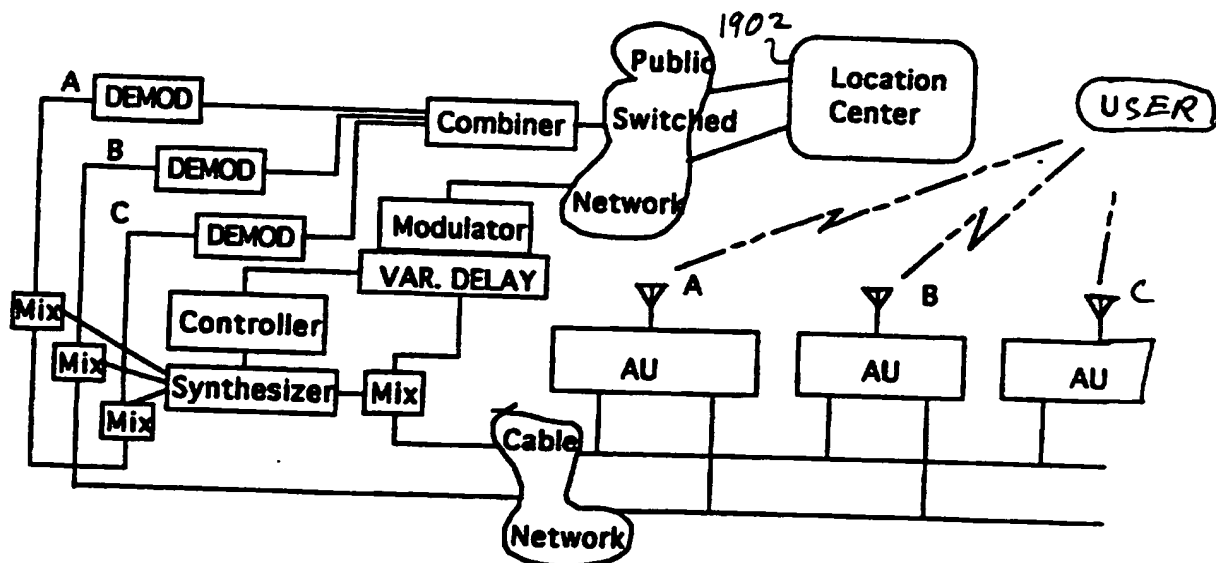 1902
A
DEMOD
Public
Location
Center
USER
Combiner
Switched
B
DEMOD
C
DEMOD
Network
Modulator
VAR. DELAY
A
B
C
Mix
Controller
AU
AU
AU
Mix
Synthesizer
Mix
Mix
Cable
Network